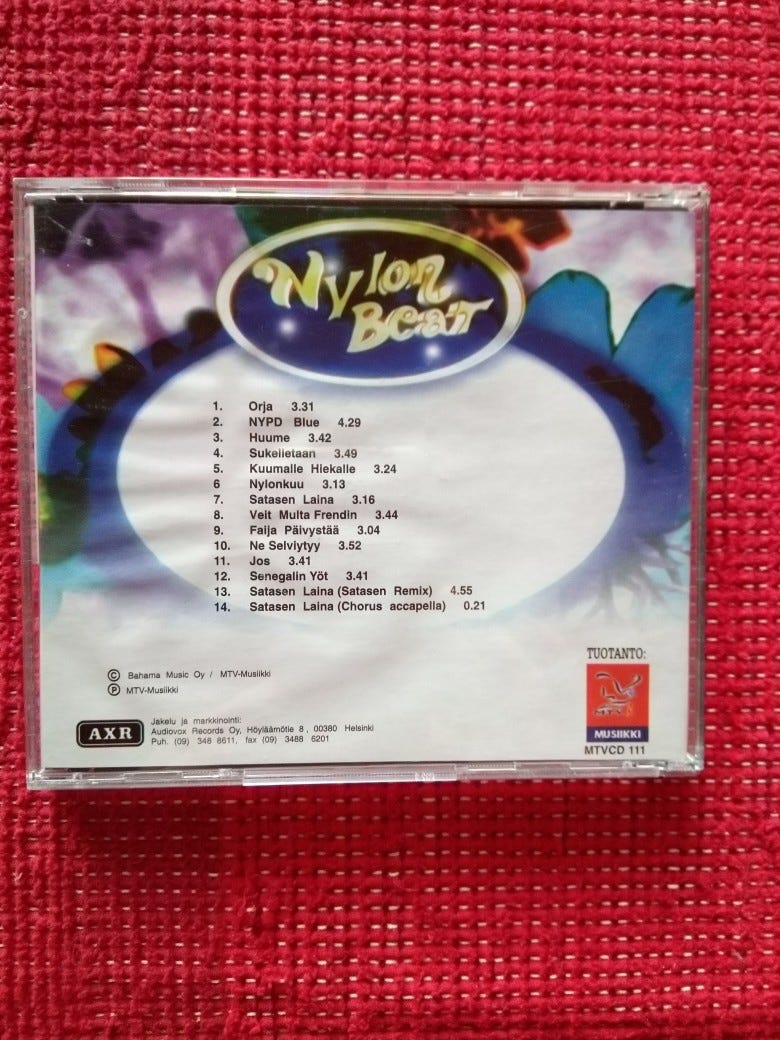 Nylon
Beat
1. Orja 3.31
2. NYPD Blue 4.29
3. Huume 3.42
4. Sukelletaan 3.49
5. Kuumalle Hiekalle 3.24
6 Nylonkuu 3.13
7. Satasen Laina 3.16
8. Veit Multa Frendin 3.44
9. Faija Päivystää 3.04
10. Ne Selviytyy 3.52
11. Jos 3.41
12. Senegalin Yöt 3.41
13. Satasen Laina (Satasen Remix) 4.55
14. Satasen Laina (Chorus accapella) 0.21
© Bahama Music Oy / MTV-Musiikki
℗ MTV-Musiikki
AXR
Jakelu ja markkinointi:
Audiovox Records Oy, Höyläämötie 8, 00380 Helsinki
Puh. (09) 348 8611, fax (09) 3488 6201
TUOTANTO:
MTV
MUSIIKKI
MTVCD 111